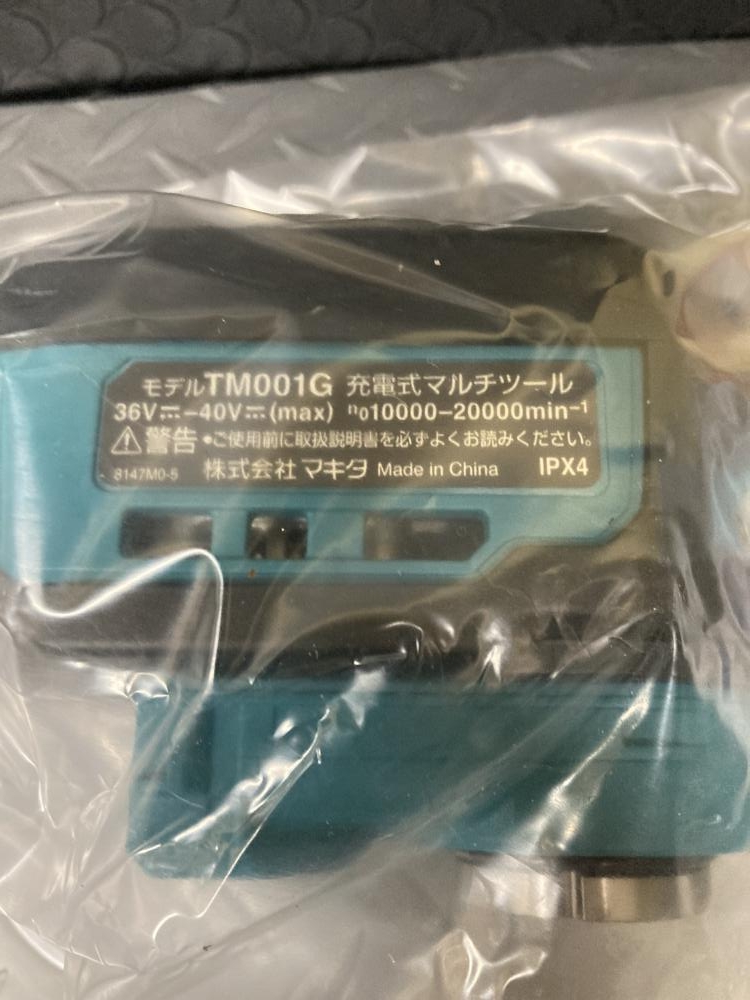 モデルTM001G 充電式マルチツール
36V⎓-40V⎓(max) n₀10000-20000min⁻¹
⚠警告 •ご使用前に取扱説明書を必ずよくお読みください。
8147M0-5 株式会社 マキタ Made in China IPX4